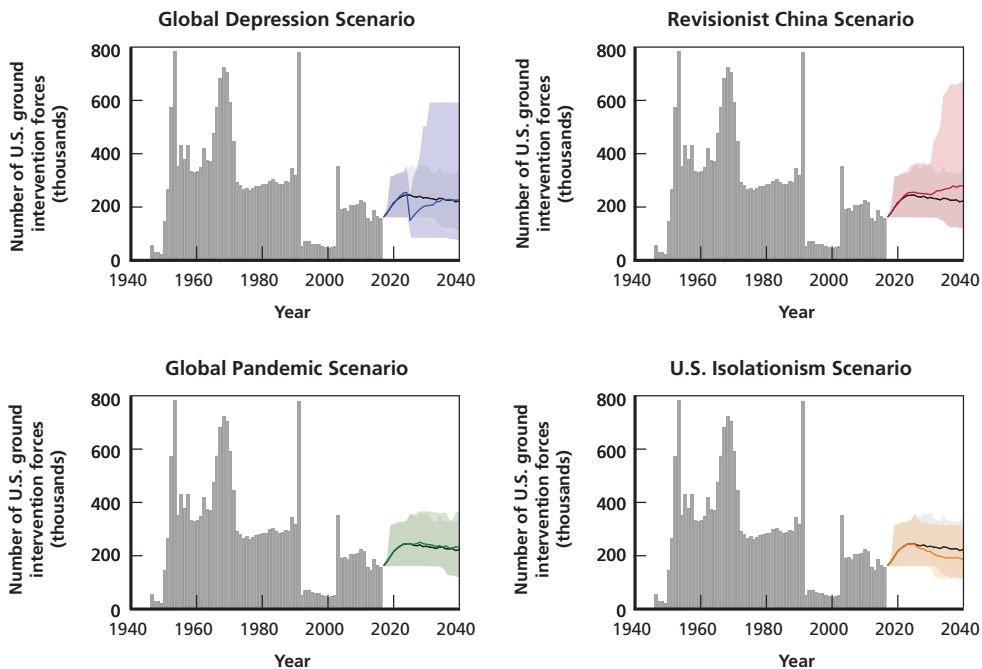 Global Depression Scenario
Number of U.S. ground
intervention forces
(thousands)
800
600
400
200
0
1940 1960 1980 2000 2020 2040
Year
Revisionist China Scenario
Number of U.S. ground
intervention forces
(thousands)
800
600
400
200
0
1940 1960 1980 2000 2020 2040
Year
Global Pandemic Scenario
Number of U.S. ground
intervention forces
(thousands)
800
600
400
200
0
1940 1960 1980 2000 2020 2040
Year
U.S. Isolationism Scenario
Number of U.S. ground
intervention forces
(thousands)
800
600
400
200
0
1940 1960 1980 2000 2020 2040
Year